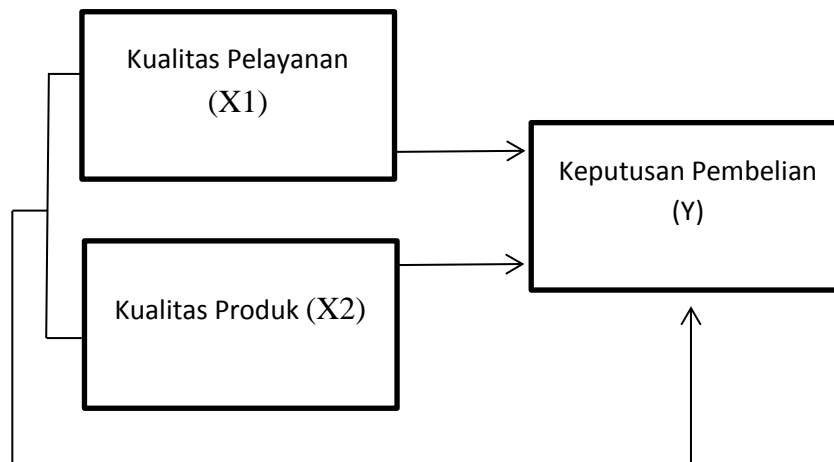 Kualitas Pelayanan
(X1)
Keputusan Pembelian
(Y)
Kualitas Produk (X2)